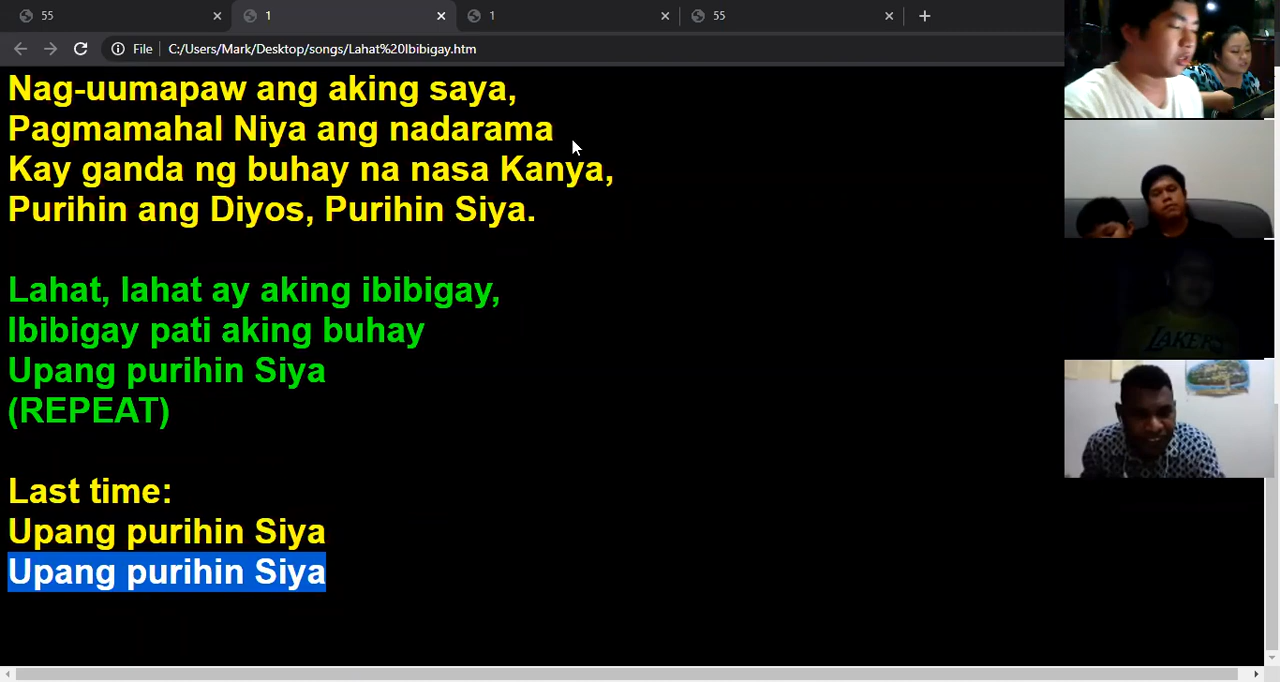 55
1
1
55
File
C:/Users/Mark/Desktop/songs/Lahat%20Ibibigay.htm
Nag-uumapaw ang aking saya,
Pagmamahal Niya ang nadarama
Kay ganda ng buhay na nasa Kanya,
Purihin ang Diyos, Purihin Siya.
Lahat, lahat ay aking ibibigay,
Ibibigay pati aking buhay
Upang purihin Siya
(REPEAT)
Last time:
Upang purihin Siya
Upang purihin Siya
LAKERS